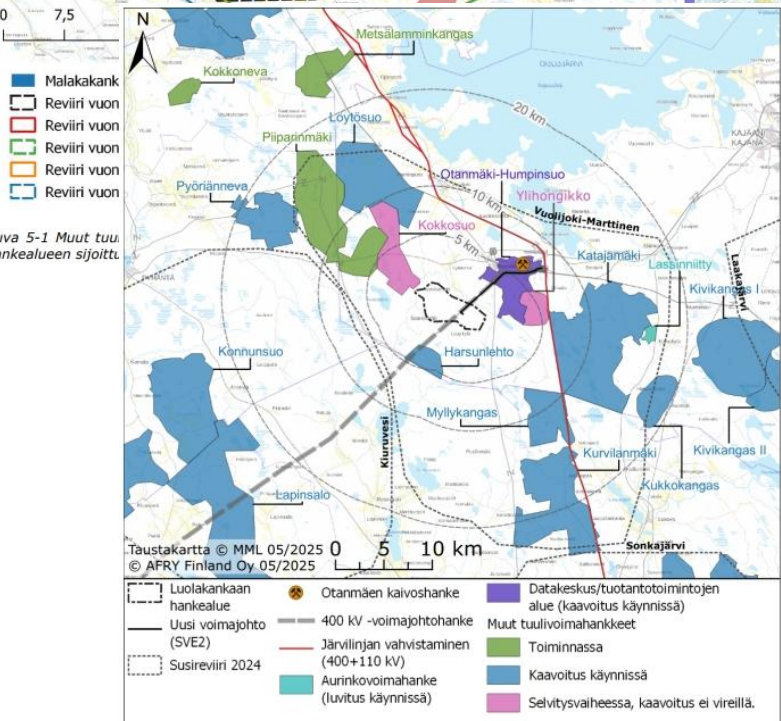 0 7,5
Malakakank
Reviiri vuon
Reviiri vuon
Reviiri vuon
Reviiri vuon
Reviiri vuon
uva 5-1 Muut tuu
ankealueen sijoittu
N
Metsälamminkangas
Kokkoneva
20 km
Löytösuo
Piiparinmäki
KAJAANI
Otanmäki-Humpinsuo
Pyöriänneva
10 km
Ylihongikko
Vuolijoki-Marttinen
Kokkosuo
5 km
Katajamäki
Lassinniitty
Kivikangas I
Laakajärvi
Konnunsuo
Harsunlehto
Myllykangas
Kiuruvesi
Kurvilanmäki
Kivikangas II
Kukkokangas
Lapinsalo
Sonkajärvi
Taustakartta © MML 05/2025
© AFRY Finland Oy 05/2025
0 5 10 km
Luolakankaan
hankealue
Uusi voimajohto
(SVE2)
Susireviiri 2024
Otanmäen kaivoshanke
400 kV -voimajohtohanke
Järvilinjan vahvistaminen
(400+110 kV)
Aurinkovoimahanke
(luvitus käynnissä)
Datakeskus/tuotantotoimintojen
alue (kaavoitus käynnissä)
Muut tuulivoimahankkeet
Toiminnassa
Kaavoitus käynnissä
Selvitysvaiheessa, kaavoitus ei vireillä.